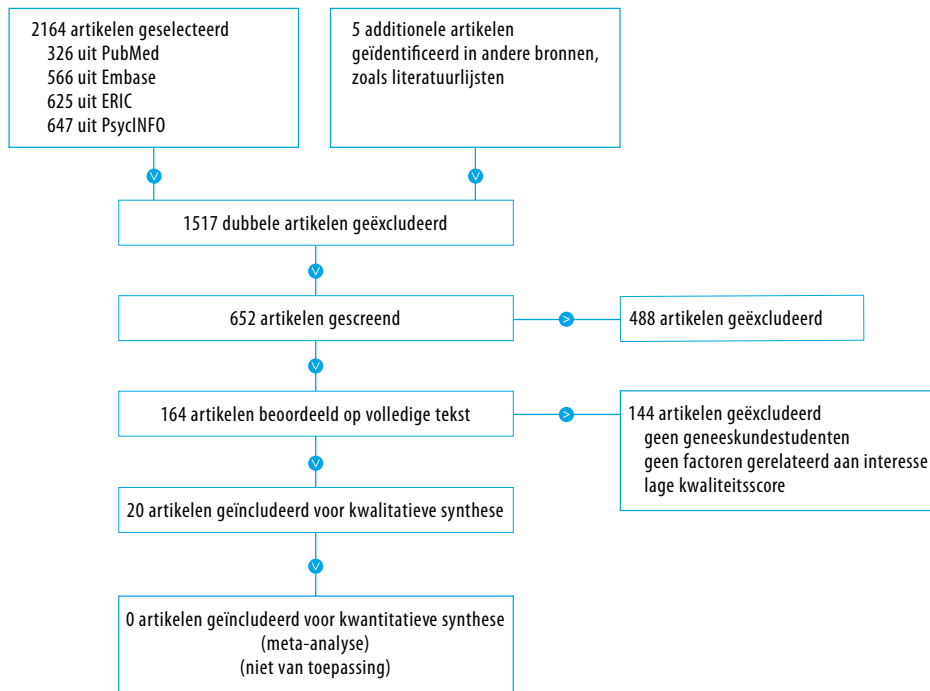 2164 artikelen geselecteerd
326 uit PubMed
566 uit Embase
625 uit ERIC
647 uit PsycINFO
5 additionele artikelen
geïdentificeerd in andere bronnen,
zoals literatuurlijsten
1517 dubbele artikelen geëxcludeerd
652 artikelen gescreend
488 artikelen geëxcludeerd
164 artikelen beoordeeld op volledige tekst
144 artikelen geëxcludeerd
geen geneeskundestudenten
geen factoren gerelateerd aan interesse
lage kwaliteitsscore
20 artikelen geïncludeerd voor kwalitatieve synthese
0 artikelen geïncludeerd voor kwantitatieve synthese
(meta-analyse)
(niet van toepassing)